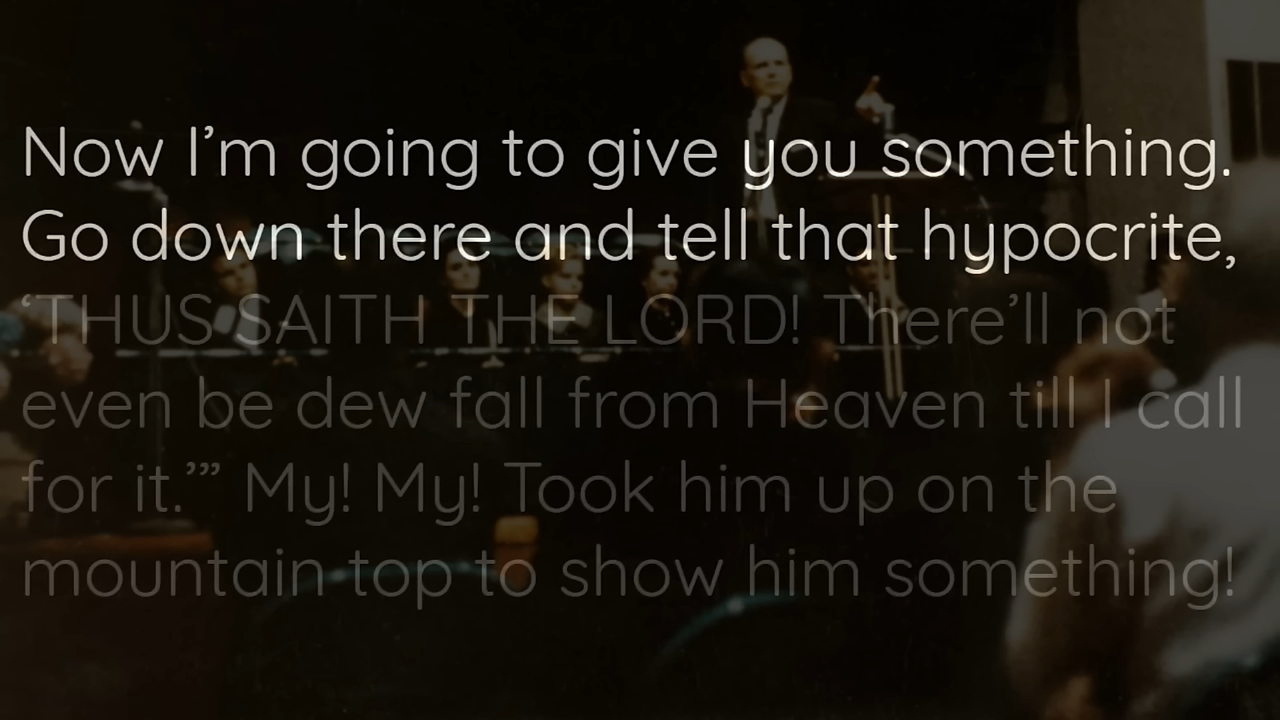 Now I’m going to give you something.
Go down there and tell that hypocrite,
‘THUS SAITH THE LORD! There’ll not
even be dew fall from Heaven till I call
for it.’” My! My! Took him up on the
mountain top to show him something!